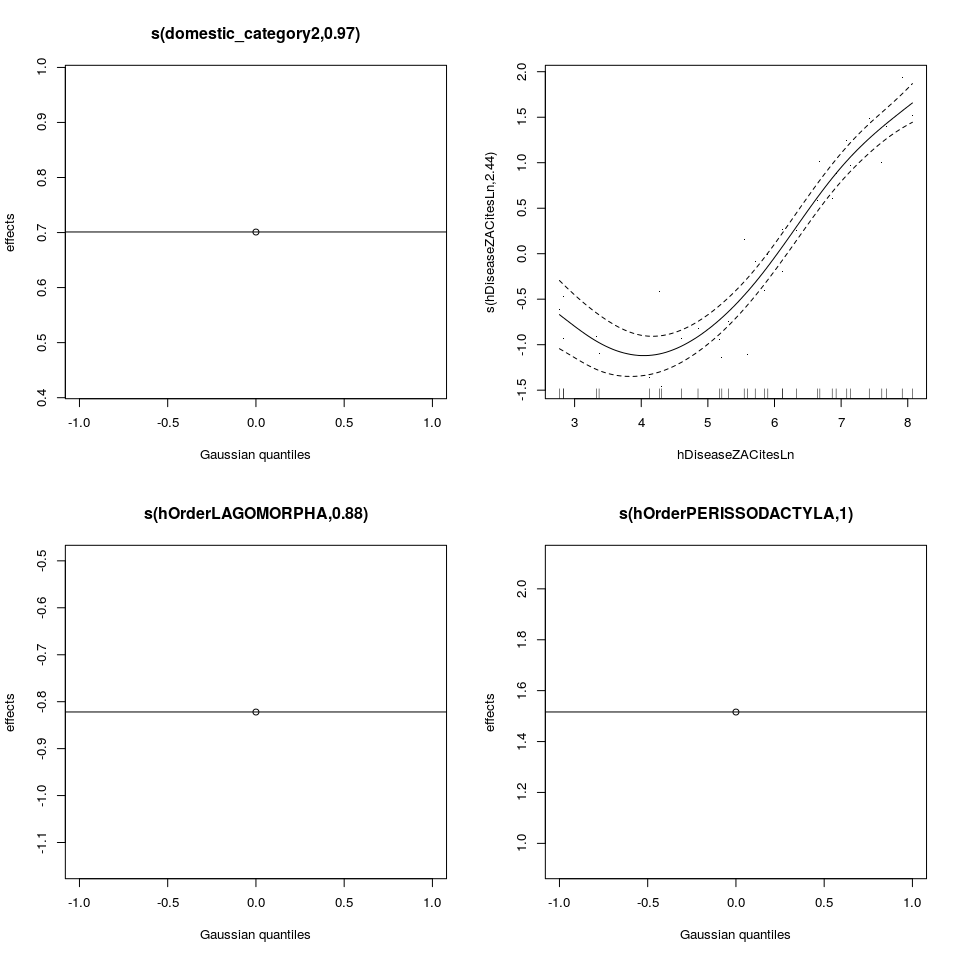 s(domestic_category2,0.97)
effects
1.0
0.9
0.8
0.7
0.6
0.5
0.4
-1.0 -0.5 0.0 0.5 1.0
Gaussian quantiles
s(hDiseaseZACitesLn,2.44)
2.0
1.5
1.0
0.5
0.0
-0.5
-1.0
-1.5
3 4 5 6 7 8
hDiseaseZACitesLn
s(hOrderLAGOMORPHA,0.88)
effects
-0.5
-0.6
-0.7
-0.8
-0.9
-1.0
-1.1
-1.0 -0.5 0.0 0.5 1.0
Gaussian quantiles
s(hOrderPERISSODACTYLA,1)
effects
2.0
1.8
1.6
1.4
1.2
1.0
-1.0 -0.5 0.0 0.5 1.0
Gaussian quantiles